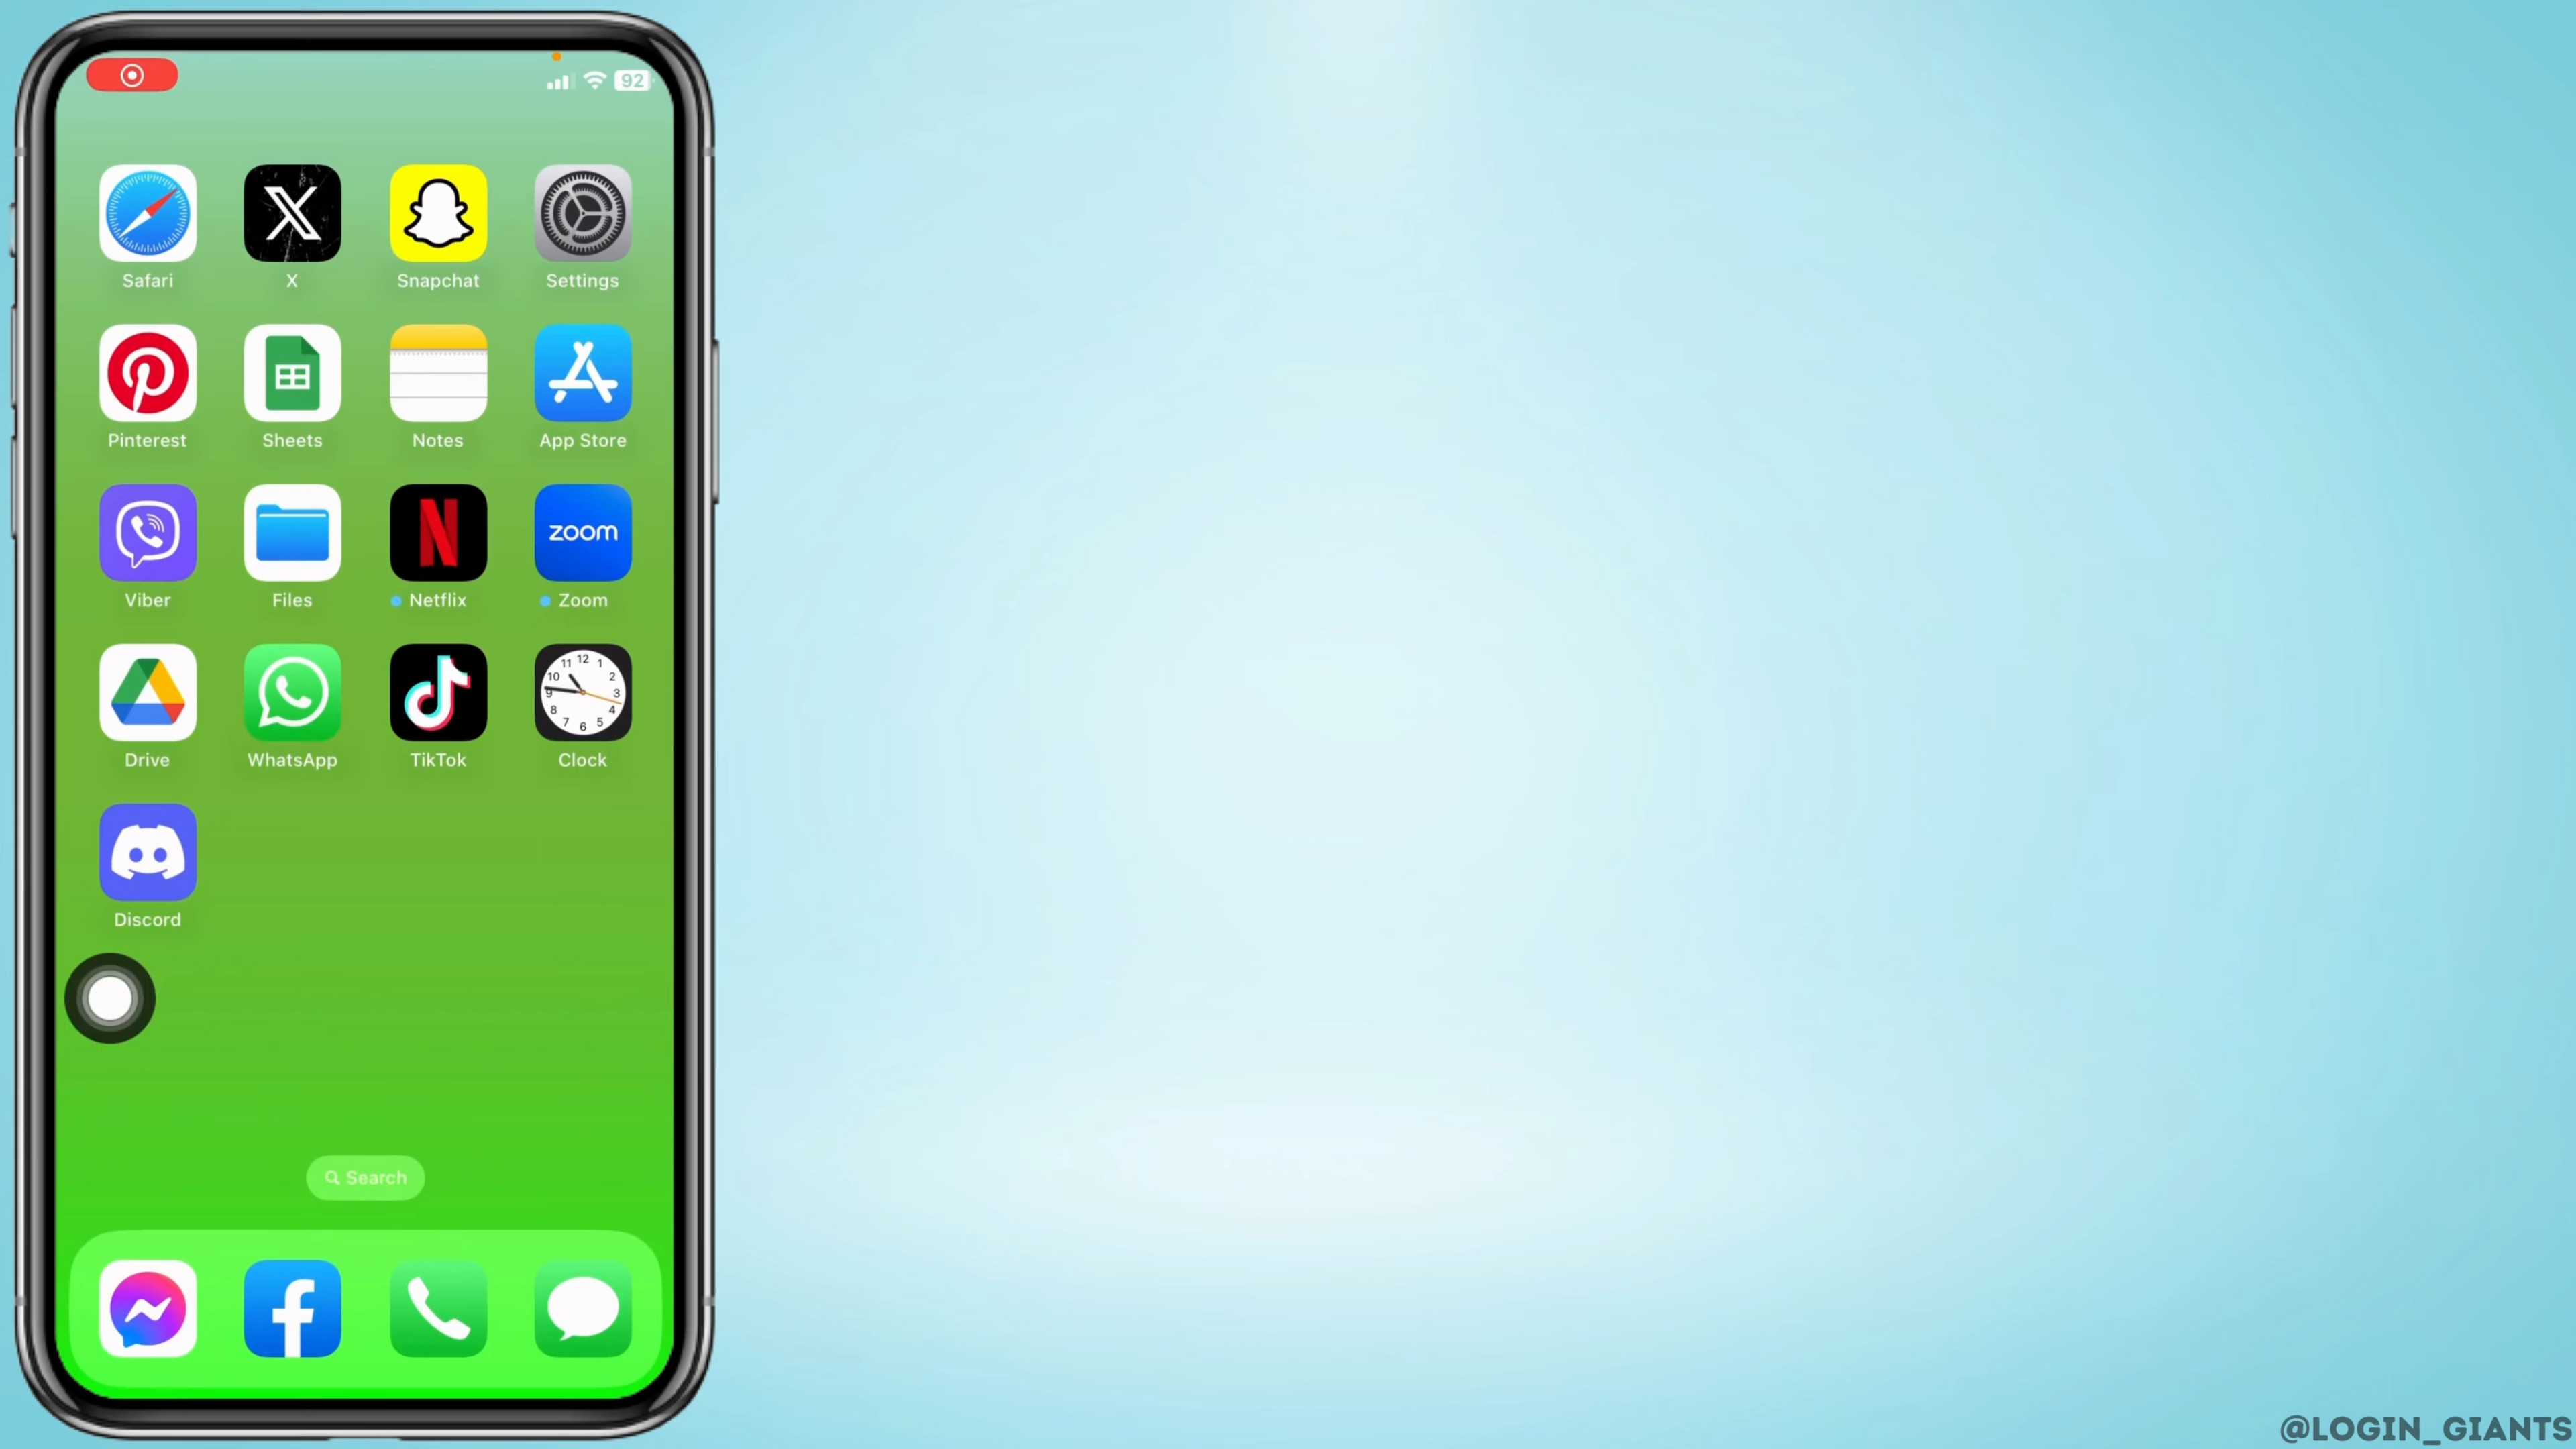 92
Safari X Snapchat Settings
Pinterest Sheets Notes App Store
zoom
Viber Files Netflix Zoom
12
11 1
10 2
9 3
8 4
7 5
6
Drive WhatsApp TikTok Clock
Discord
Search
@LOGIN_GIANTS